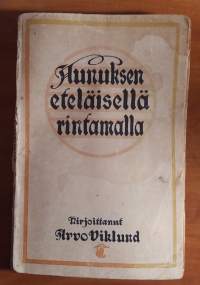 Aunuksen
eteläisellä
rintamalla
Kirjoittanut
Arvo Viklund